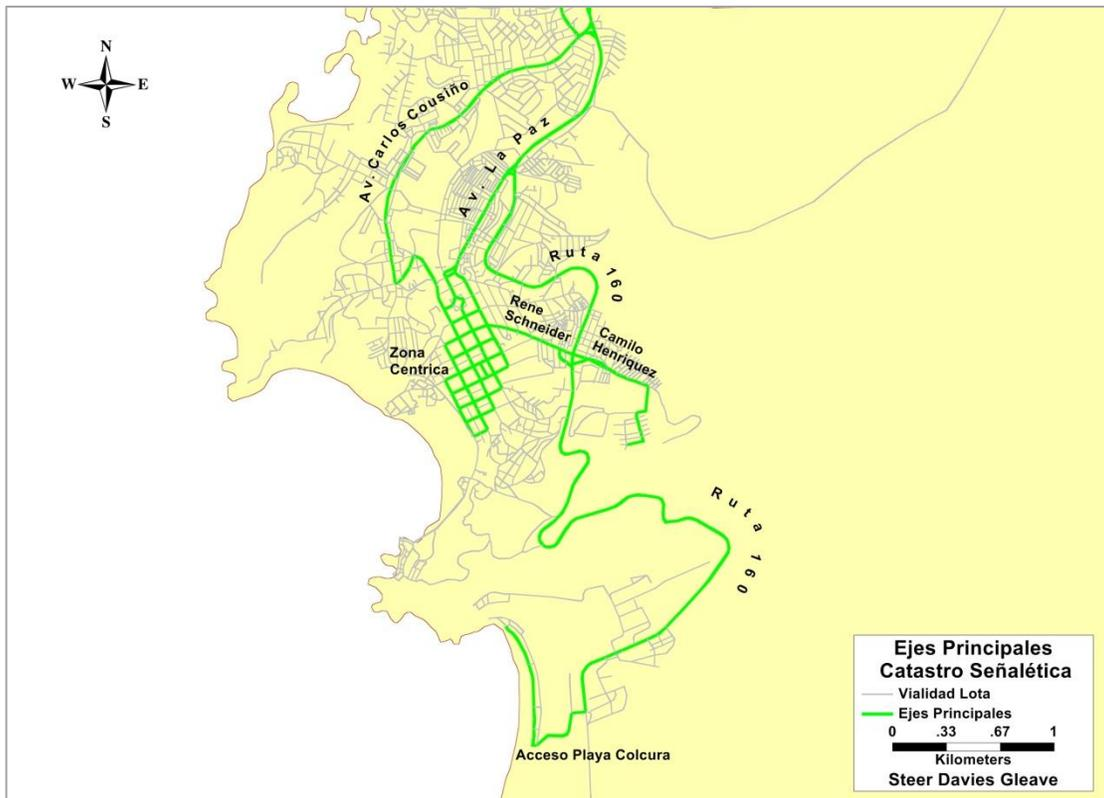 N
W E
S
Av. Carlos Cousiño
Av. La Paz
Ruta 160
Rene
Schneider
Camilo
Henriquez
Zona
Centrica
Ruta 160
Acceso Playa Colcura
Ejes Principales
Catastro Señalética
Vialidad Lota
Ejes Principales
0 .33 .67 1
Kilometers
Steer Davies Gleave